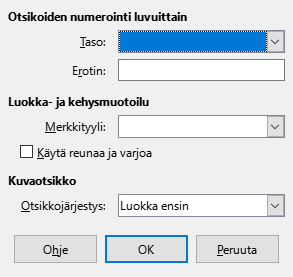 Otsikoiden numerointi luvuittain
Taso:
Erotin:
Luokka- ja kehysmuotoilu
Merkkityyli:
Käytä reunaa ja varjoa
Kuvaotsikko
Otsikkojärjestys: Luokka ensin
Ohje OK Peruuta